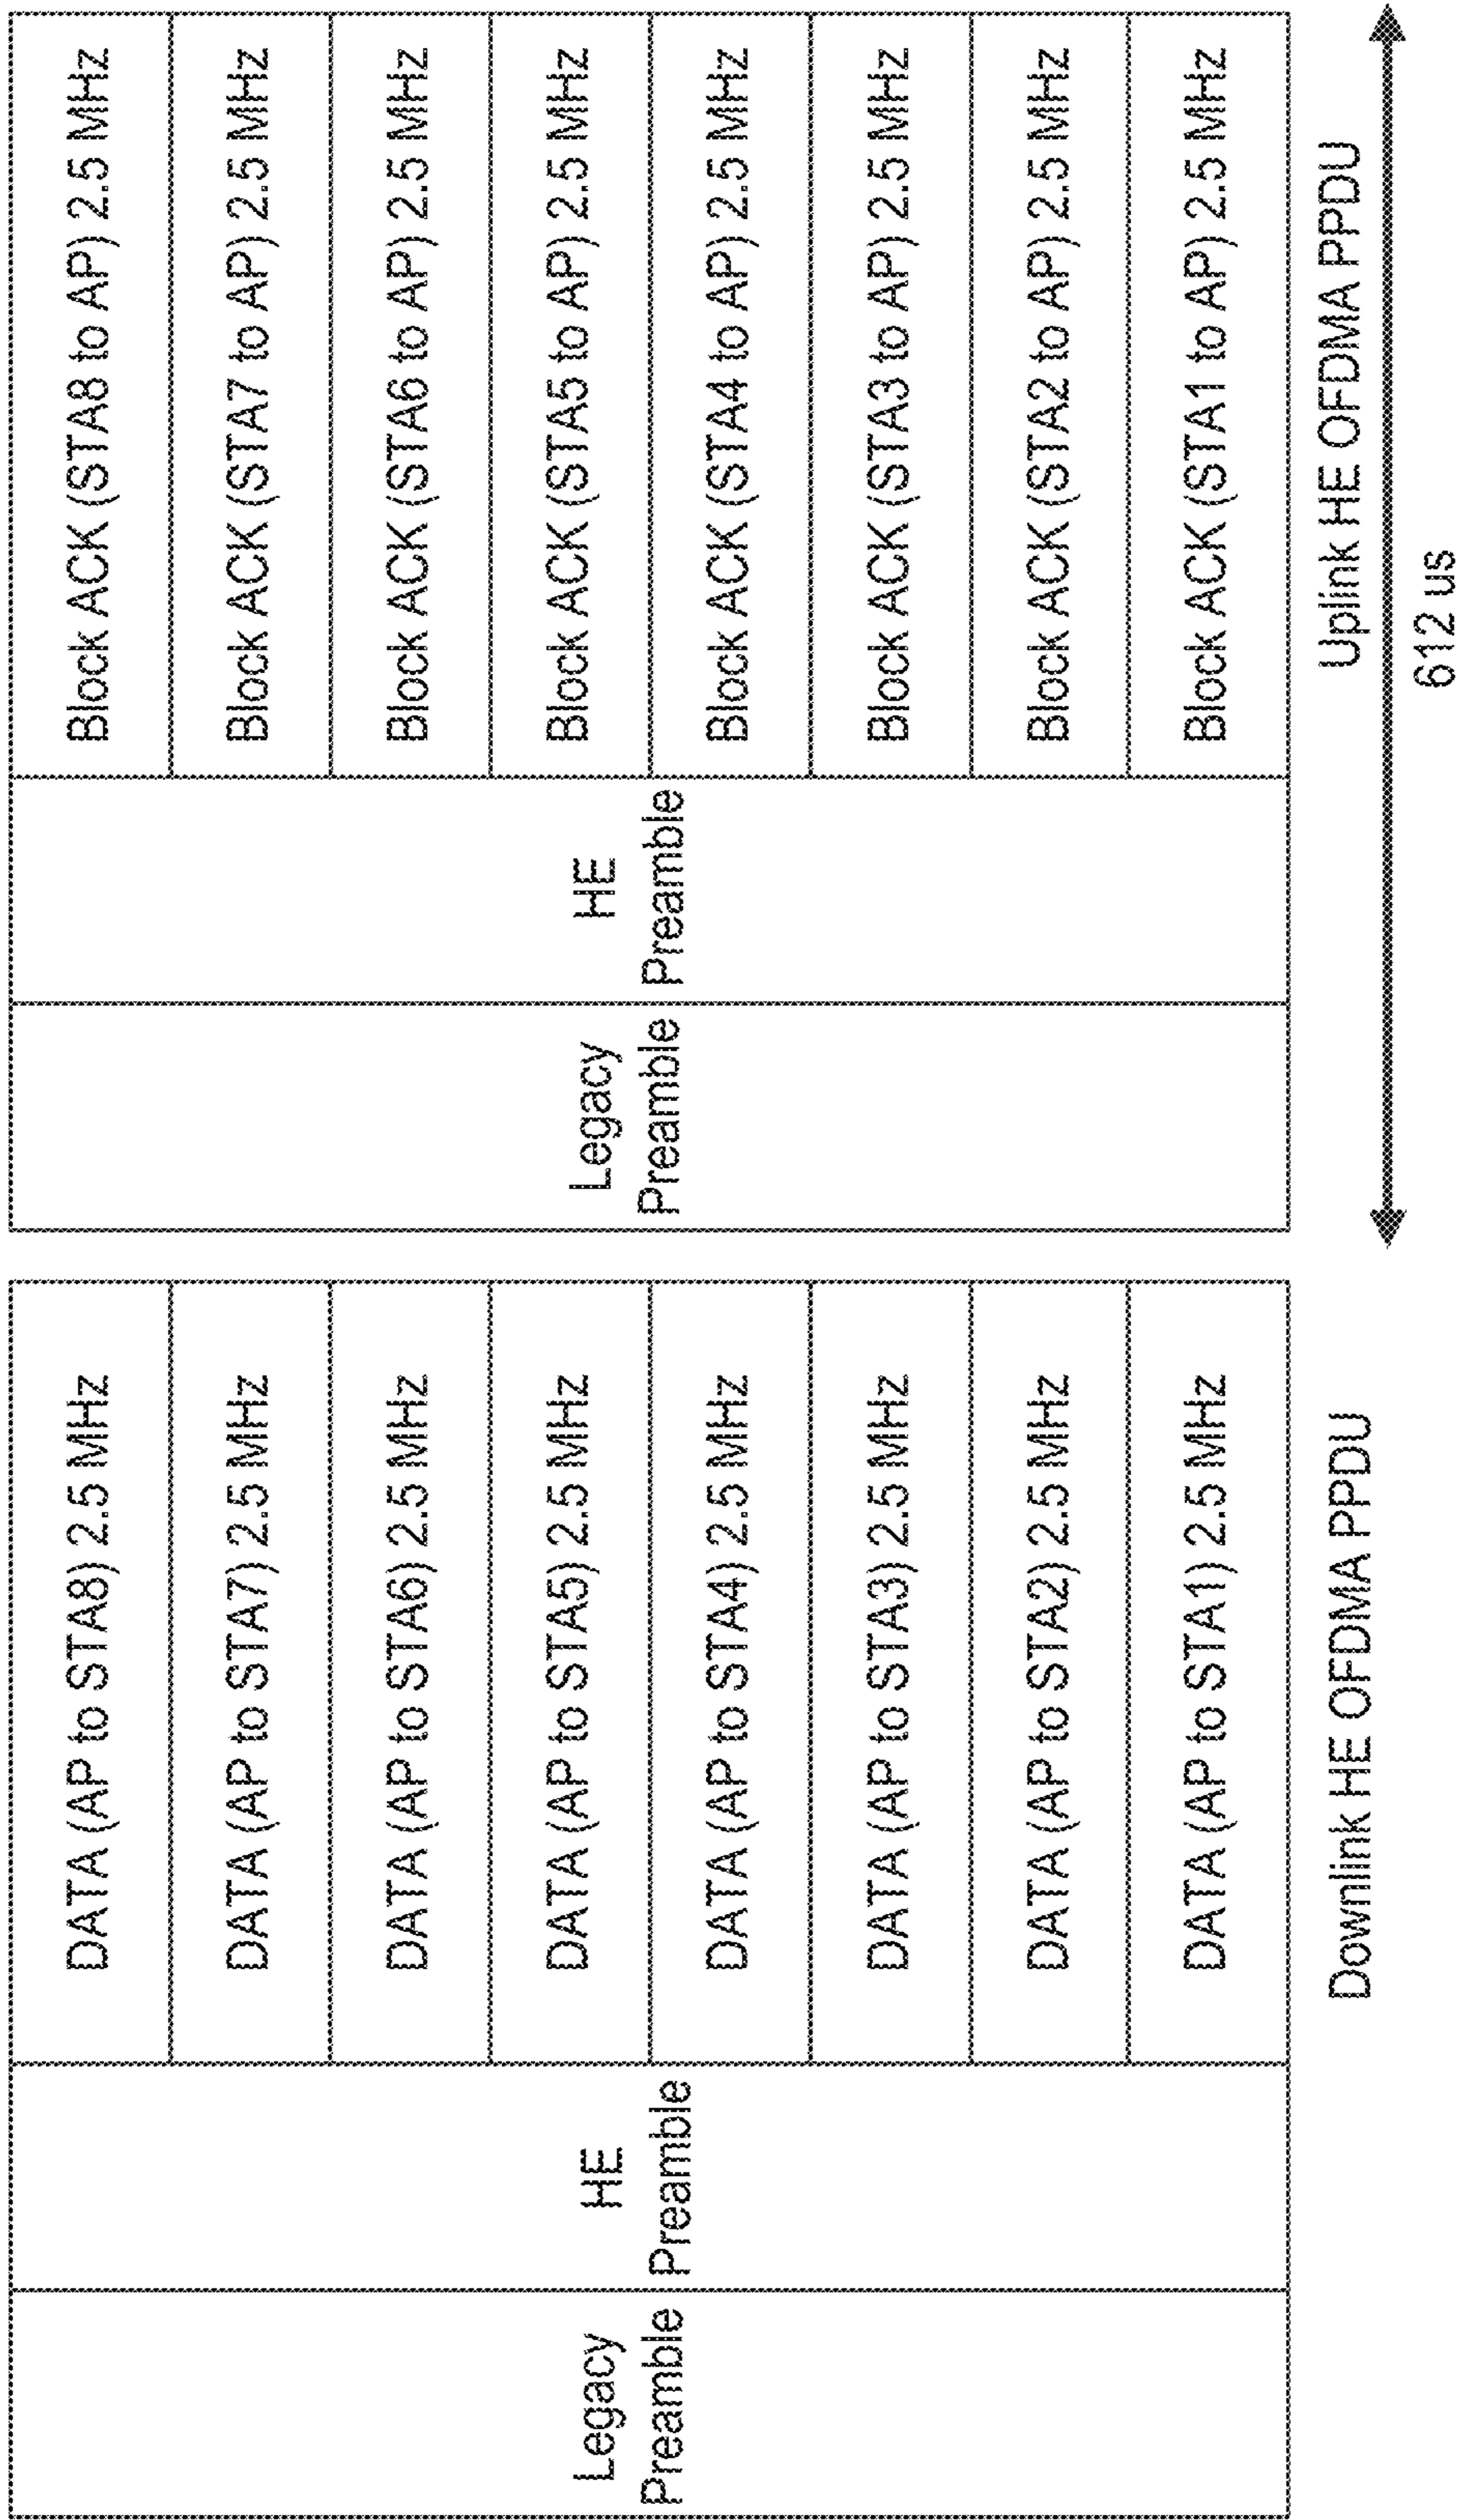 Legacy
Preamble
HE
Preamble
DATA (AP to STA8) 2.5 MHz
DATA (AP to STA7) 2.5 MHz
DATA (AP to STA6) 2.5 MHz
DATA (AP to STA5) 2.5 MHz
DATA (AP to STA4) 2.5 MHz
DATA (AP to STA3) 2.5 MHz
DATA (AP to STA2) 2.5 MHz
DATA (AP to STA1) 2.5 MHz
Downlink HE OFDMA PPDU
Legacy
Preamble
HE
Preamble
Block ACK (STA8 to AP) 2.5 MHz
Block ACK (STA7 to AP) 2.5 MHz
Block ACK (STA6 to AP) 2.5 MHz
Block ACK (STA5 to AP) 2.5 MHz
Block ACK (STA4 to AP) 2.5 MHz
Block ACK (STA3 to AP) 2.5 MHz
Block ACK (STA2 to AP) 2.5 MHz
Block ACK (STA1 to AP) 2.5 MHz
Uplink HE OFDMA PPDU
612 us